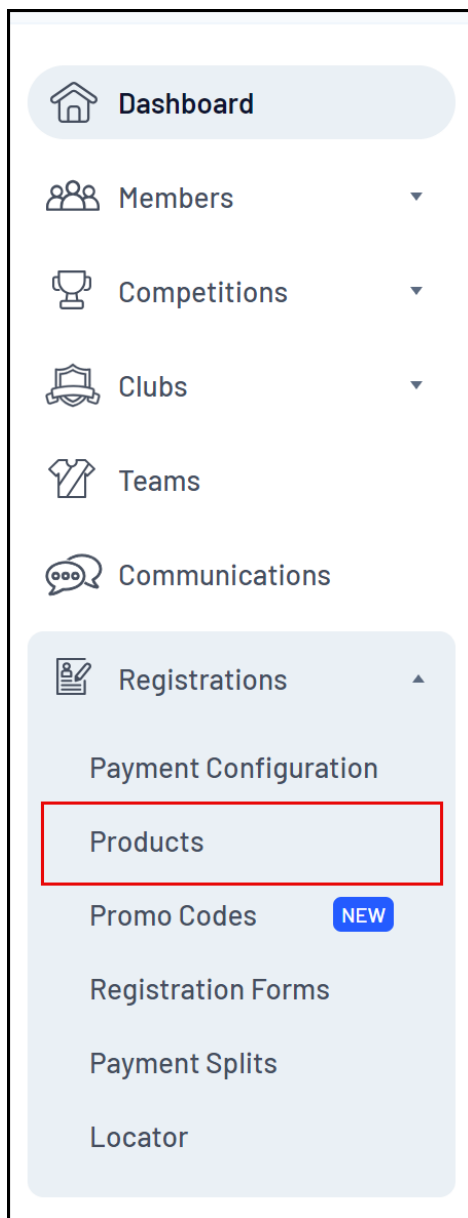 Dashboard
Members
Competitions
Clubs
Teams
Communications
Registrations
Payment Configuration
Products
Promo Codes NEW
Registration Forms
Payment Splits
Locator